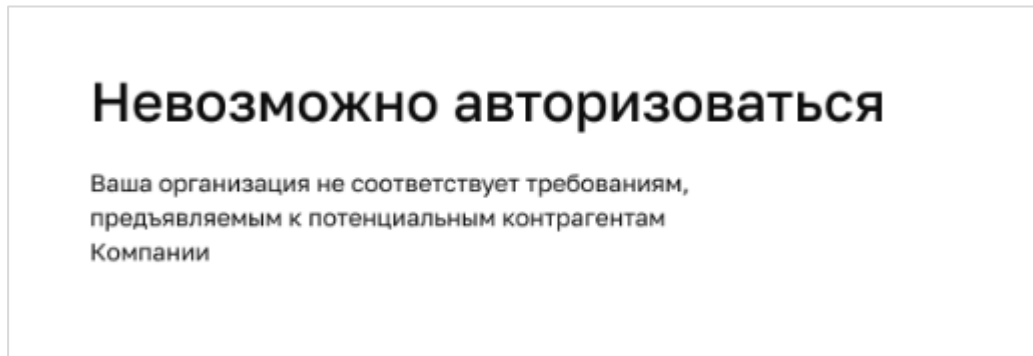 Невозможно авторизоваться
Ваша организация не соответствует требованиям,
предъявляемым к потенциальным контрагентам
Компании